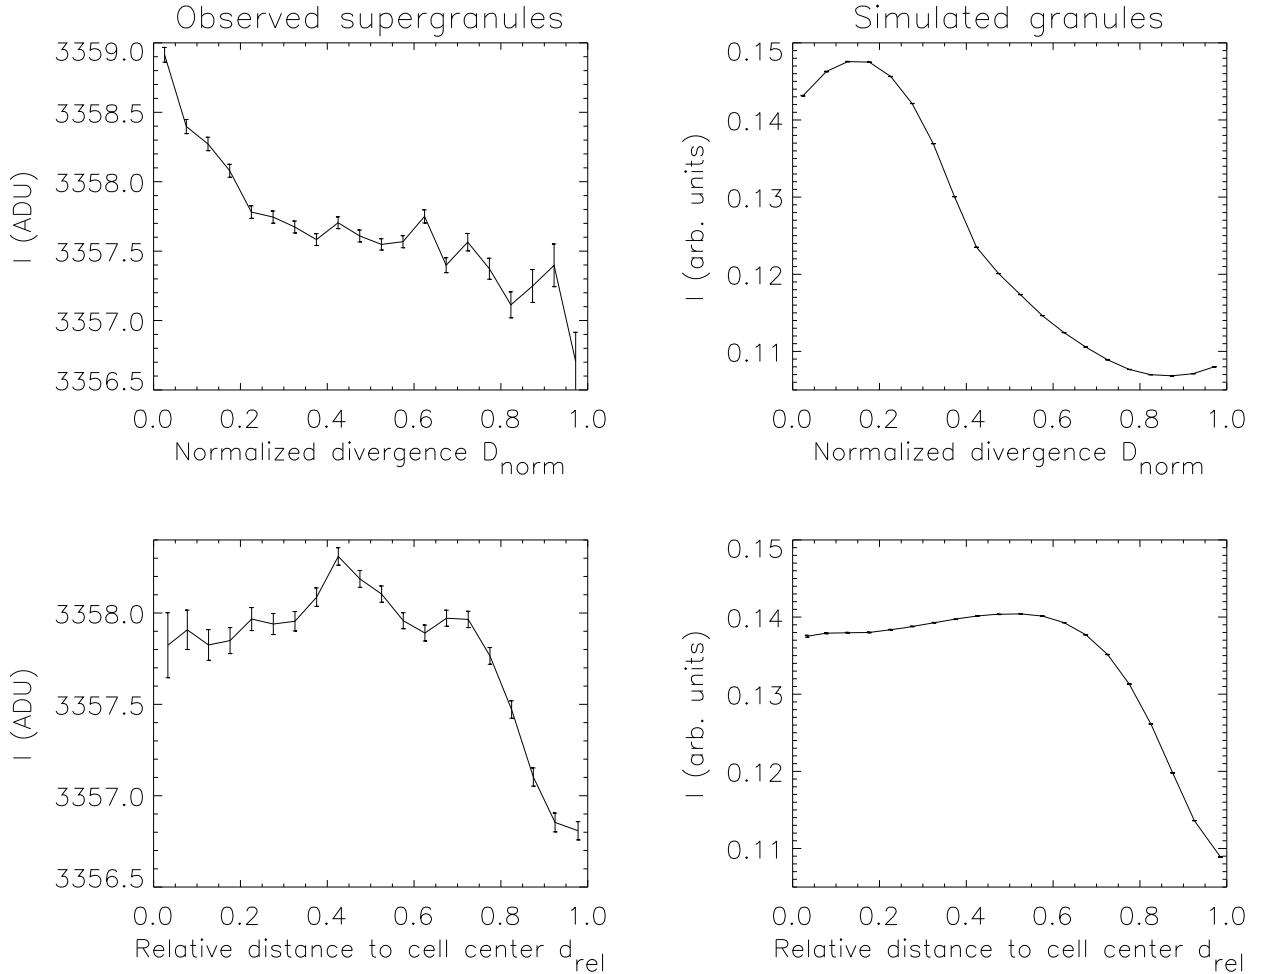 Observed supergranules
3359.0
3358.5
3358.0
3357.5
3357.0
3356.5
I (ADU)
0.0 0.2 0.4 0.6 0.8 1.0
Normalized divergence Dnorm
Simulated granules
0.15
0.14
0.13
0.12
0.11
I (arb. units)
0.0 0.2 0.4 0.6 0.8 1.0
Normalized divergence Dnorm
3358.0
3357.5
3357.0
3356.5
I (ADU)
0.0 0.2 0.4 0.6 0.8 1.0
Relative distance to cell center drel
0.15
0.14
0.13
0.12
0.11
I (arb. units)
0.0 0.2 0.4 0.6 0.8 1.0
Relative distance to cell center drel